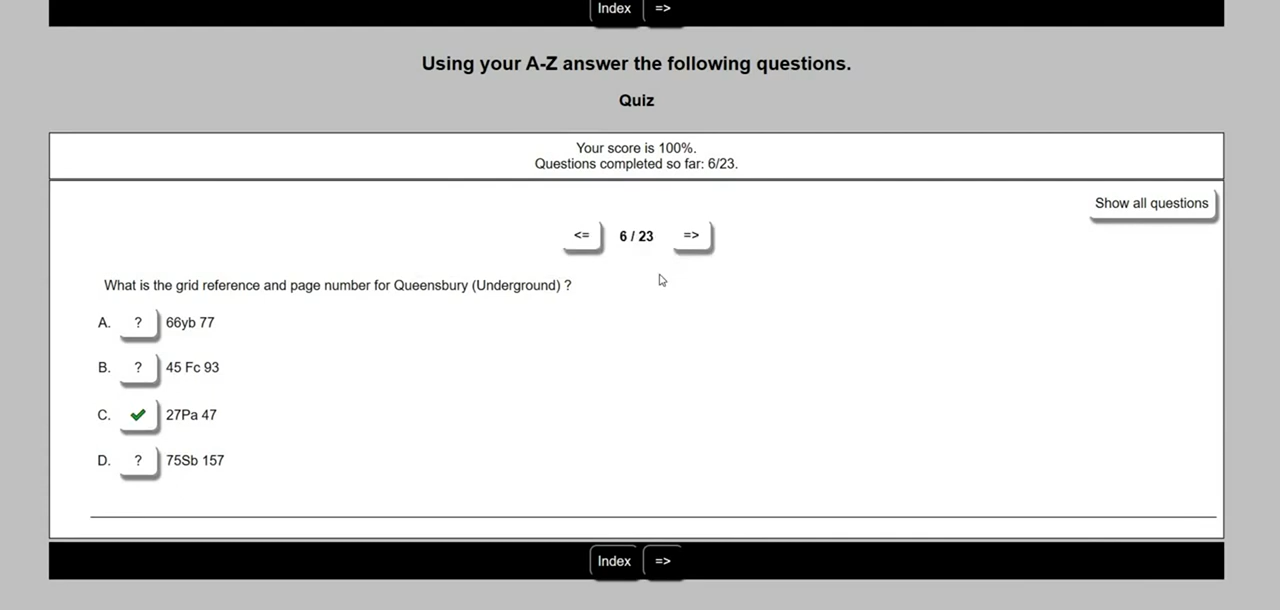 Index =>
Using your A-Z answer the following questions.
Quiz
Your score is 100%.
Questions completed so far: 6/23.
Show all questions
<= 6 / 23 =>
What is the grid reference and page number for Queensbury (Underground) ?
A. ? 66yb 77
B. ? 45 Fc 93
C. ✔ 27Pa 47
D. ? 75Sb 157
Index =>